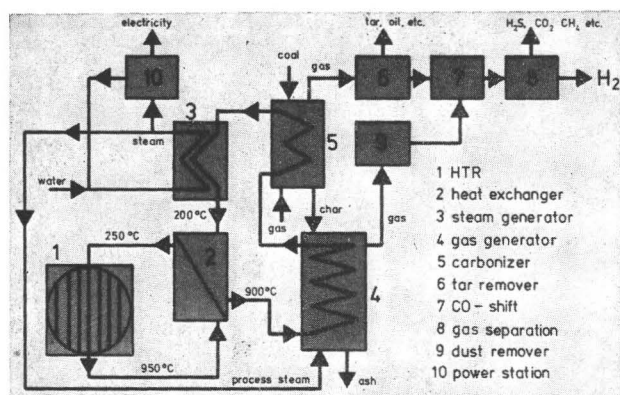 electricity
tar, oil, etc.
H₂S, CO₂ CH₄ etc.
coal
gas
10
6
7
8
H₂
3
5
9
steam
water
char
gas
gas
200°C
1
250°C
2
900°C
4
950°C
process steam
ash
1 HTR
2 heat exchanger
3 steam generator
4 gas generator
5 carbonizer
6 tar remover
7 CO - shift
8 gas separation
9 dust remover
10 power station